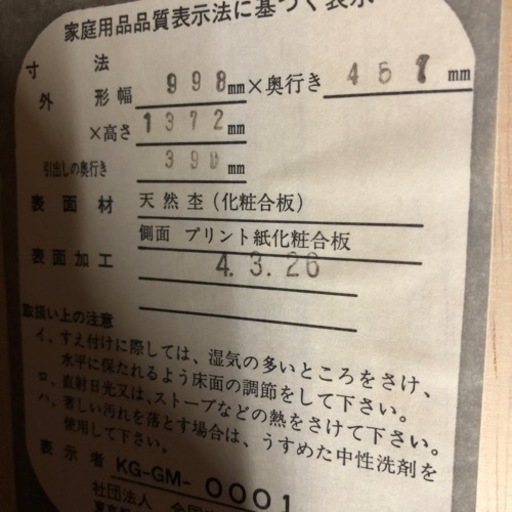 家庭用品品質表示法に基づく表示
寸法
外形幅 998mm×奥行き 457mm
×高さ 1372mm
引出しの奥行き 390mm
表面材 天然杢(化粧合板)
側面 プリント紙化粧合板
表面加工 4.3.26
取扱い上の注意
イ、すえ付けに際しては、湿気の多いところをさけ、
水平に保たれるよう床面の調節をして下さい。
ロ、直射日光又は、ストーブなどの熱をさけて下さい。
ハ、著しい汚れを落とす場合は、うすめた中性洗剤を
使用して下さい。
表示者 KG-GM-0001
社団法人